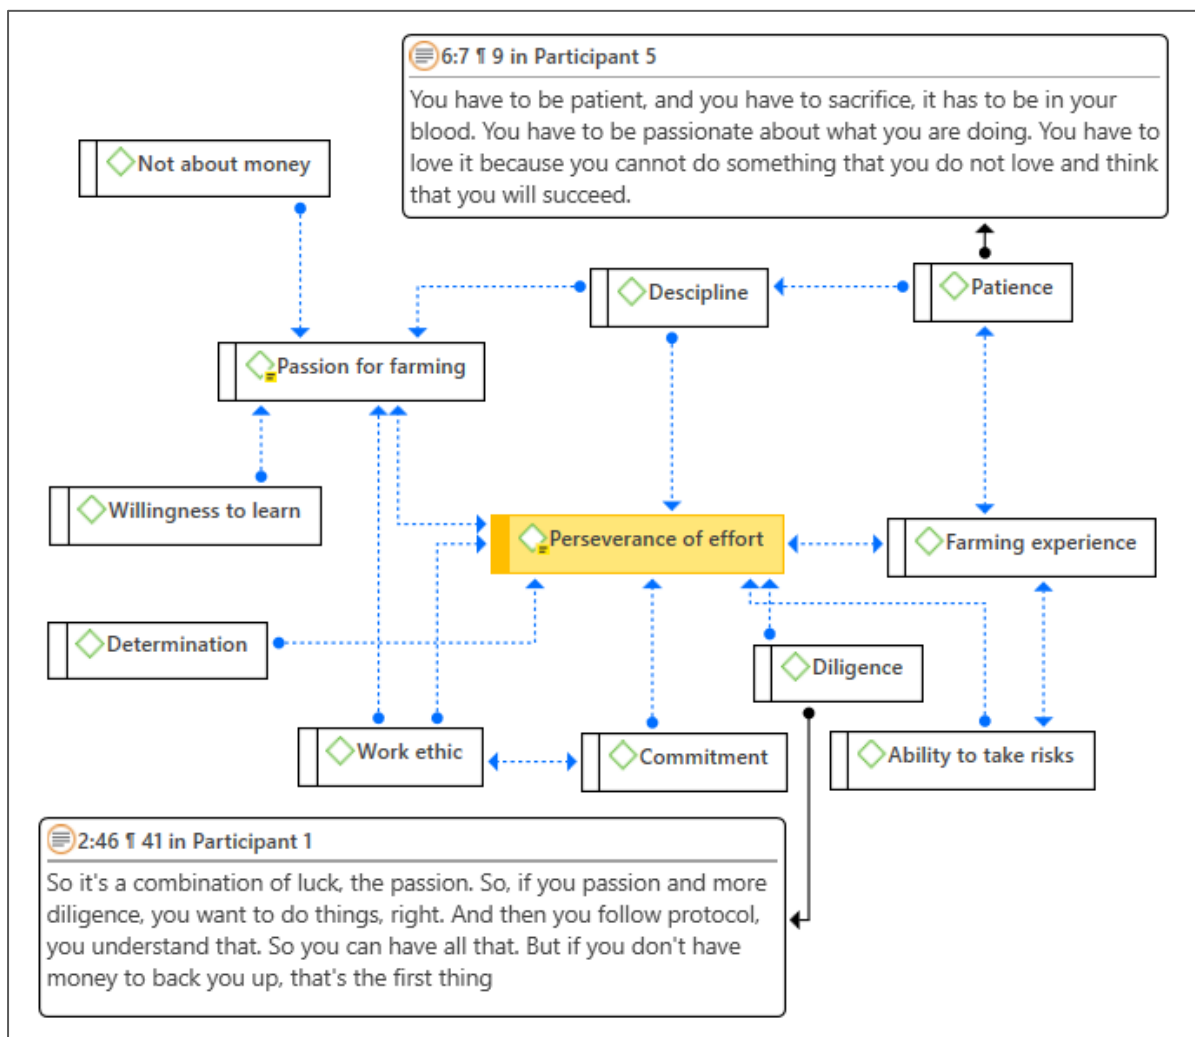 6:7 ¶ 9 in Participant 5
You have to be patient, and you have to sacrifice, it has to be in your
blood. You have to be passionate about what you are doing. You have to
love it because you cannot do something that you do not love and think
that you will succeed.
Not about money
Descipline
Patience
Passion for farming
Willingness to learn
Perseverance of effort
Farming experience
Determination
Diligence
Work ethic
Commitment
Ability to take risks
2:46 ¶ 41 in Participant 1
So it's a combination of luck, the passion. So, if you passion and more
diligence, you want to do things, right. And then you follow protocol,
you understand that. So you can have all that. But if you don't have
money to back you up, that's the first thing